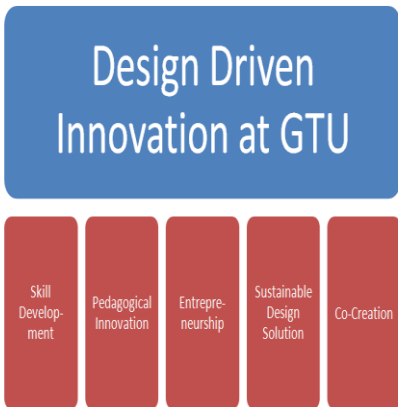 Design Driven
Innovation at GTU
Skill
Develop-
ment
Pedagogical
Innovation
Entrepre-
neurship
Sustainable
Design
Solution
Co-Creation